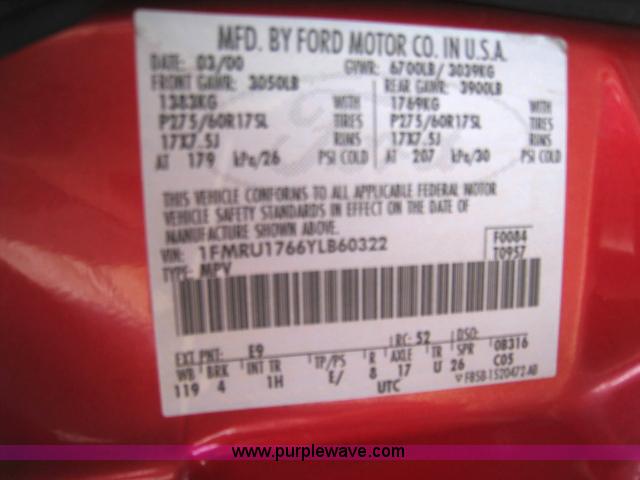 MFD. BY FORD MOTOR CO. IN U.S.A.
DATE: 03/00 GVWR: 6700LB/ 3039KG
FRONT GAWR: 3050LB REAR GAWR: 3900LB
1383KG WITH 1769KG WITH
P275/60R17SL TIRES P275/60R17SL TIRES
17X7.5J RIMS 17X7.5J RIMS
AT 179 kPa/26 PSI COLD AT 207 kPa/30 PSI COLD
THIS VEHICLE CONFORMS TO ALL APPLICABLE FEDERAL MOTOR
VEHICLE SAFETY STANDARDS IN EFFECT ON THE DATE OF
MANUFACTURE SHOWN ABOVE.
VIN: 1FMRU1766YLB60322 F0084
TYPE: MPV T0957
EXT PNT: E9 RC: 52 DSO:
WB BRK INT TR TP/PS R AXLE TR SPR 0B316
119 4 1H E/ 8 17 U 26 C05
UTC F85B-1520472-AB
www.purplewave.com